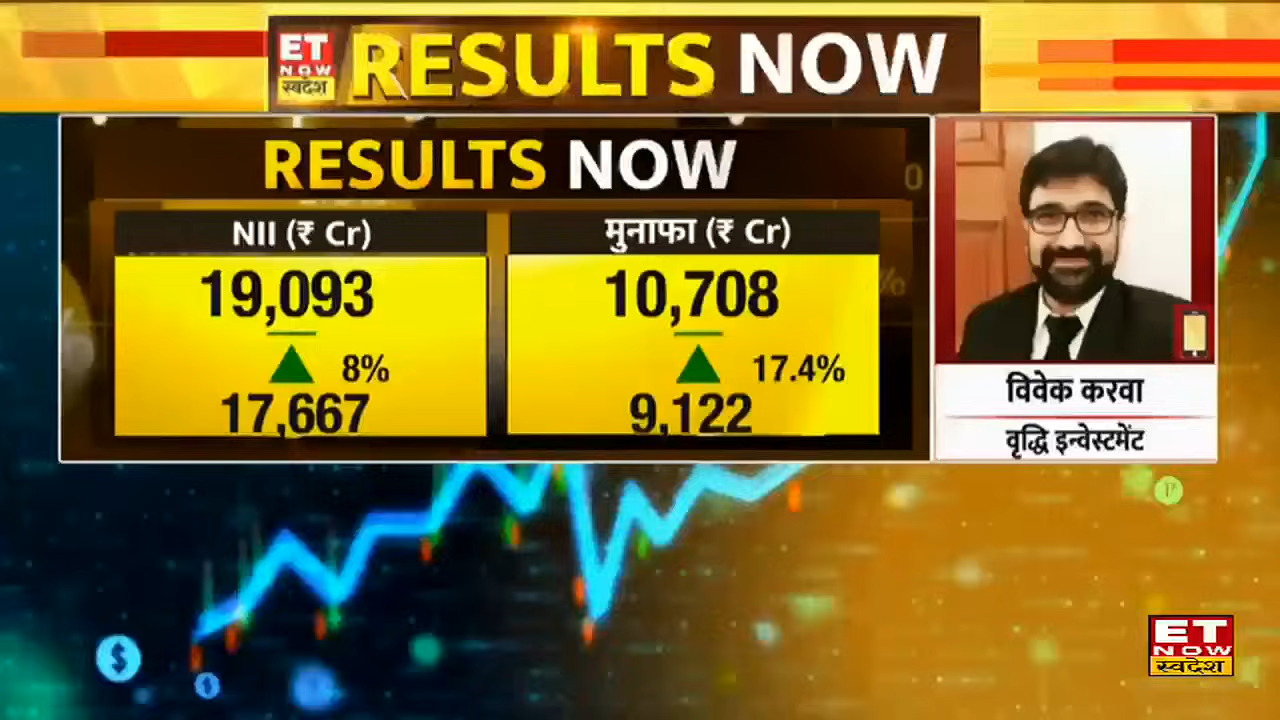 ET
NOW
स्वदेश
RESULTS NOW
RESULTS NOW
NII (₹ Cr)
19,093
8%
17,667
मुनाफा (₹ Cr)
10,708
17.4%
9,122
विवेक करवा
वृद्धि इन्वेस्टमेंट
ET
NOW
स्वदेश